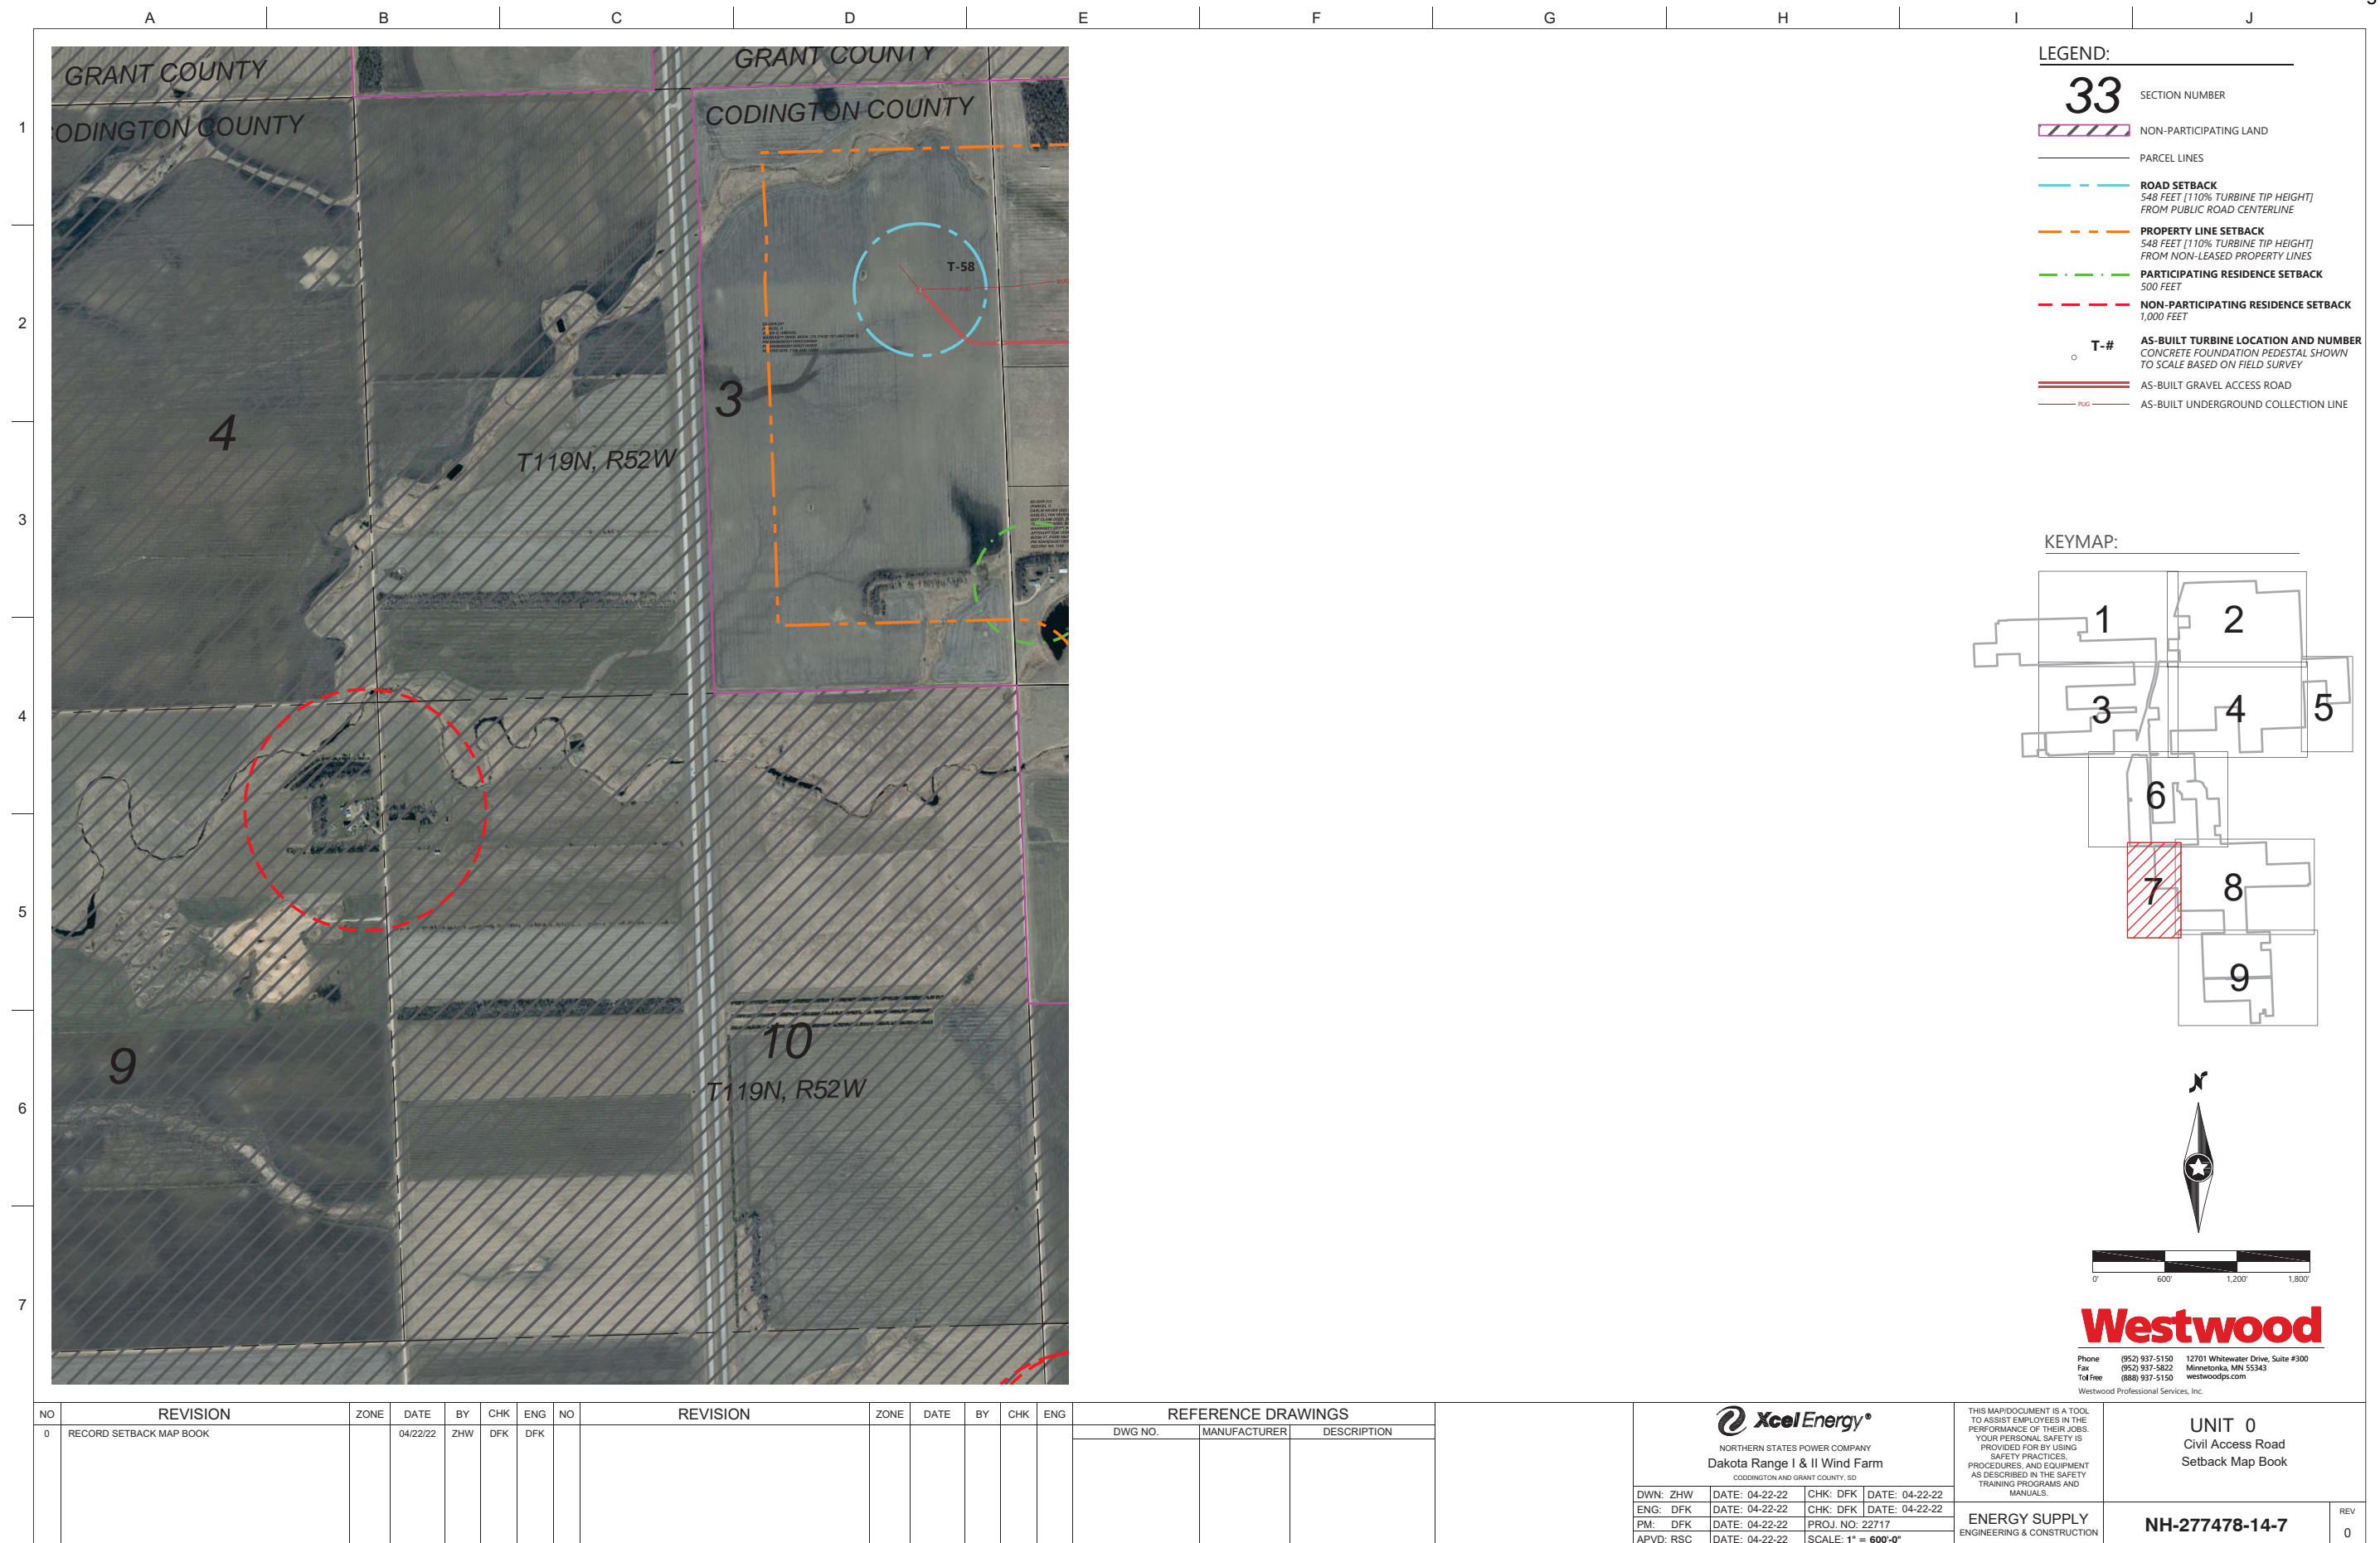 A B C D E F G H I J
1
2
3
4
5
6
7
GRANT COUNTY
ODINGTON COUNTY
GRANT COUNTY
CODINGTON COUNTY
T-58
PUG
3
4
T119N, R52W
9
10
T119N, R52W
LEGEND:
33 SECTION NUMBER
NON-PARTICIPATING LAND
PARCEL LINES
ROAD SETBACK
548 FEET [110% TURBINE TIP HEIGHT]
FROM PUBLIC ROAD CENTERLINE
PROPERTY LINE SETBACK
548 FEET [110% TURBINE TIP HEIGHT]
FROM NON-LEASED PROPERTY LINES
PARTICIPATING RESIDENCE SETBACK
500 FEET
NON-PARTICIPATING RESIDENCE SETBACK
1,000 FEET
T-# AS-BUILT TURBINE LOCATION AND NUMBER
CONCRETE FOUNDATION PEDESTAL SHOWN
TO SCALE BASED ON FIELD SURVEY
AS-BUILT GRAVEL ACCESS ROAD
PUG AS-BUILT UNDERGROUND COLLECTION LINE
KEYMAP:
1 2
3 4 5
6
7 8
9
N
0' 600' 1,200' 1,800'
Westwood
Phone (952) 937-5150 12701 Whitewater Drive, Suite #300
Fax (952) 937-5822 Minnetonka, MN 55343
Toll Free (888) 937-5150 westwoodps.com
Westwood Professional Services, Inc.
NO REVISION ZONE DATE BY CHK ENG NO REVISION ZONE DATE BY CHK ENG REFERENCE DRAWINGS
0 RECORD SETBACK MAP BOOK 04/22/22 ZHW DFK DFK
DWG NO. MANUFACTURER DESCRIPTION
Xcel Energy®
NORTHERN STATES POWER COMPANY
Dakota Range I & II Wind Farm
CODDINGTON AND GRANT COUNTY, SD
DWN: ZHW DATE: 04-22-22 CHK: DFK DATE: 04-22-22
ENG: DFK DATE: 04-22-22 CHK: DFK DATE: 04-22-22
PM: DFK DATE: 04-22-22 PROJ. NO: 22717
APVD: RSC DATE: 04-22-22 SCALE: 1" = 600'-0"
THIS MAP/DOCUMENT IS A TOOL
TO ASSIST EMPLOYEES IN THE
PERFORMANCE OF THEIR JOBS.
YOUR PERSONAL SAFETY IS
PROVIDED FOR BY USING
SAFETY PRACTICES,
PROCEDURES, AND EQUIPMENT
AS DESCRIBED IN THE SAFETY
TRAINING PROGRAMS AND
MANUALS.
ENERGY SUPPLY
ENGINEERING & CONSTRUCTION
UNIT 0
Civil Access Road
Setback Map Book
NH-277478-14-7
REV
0